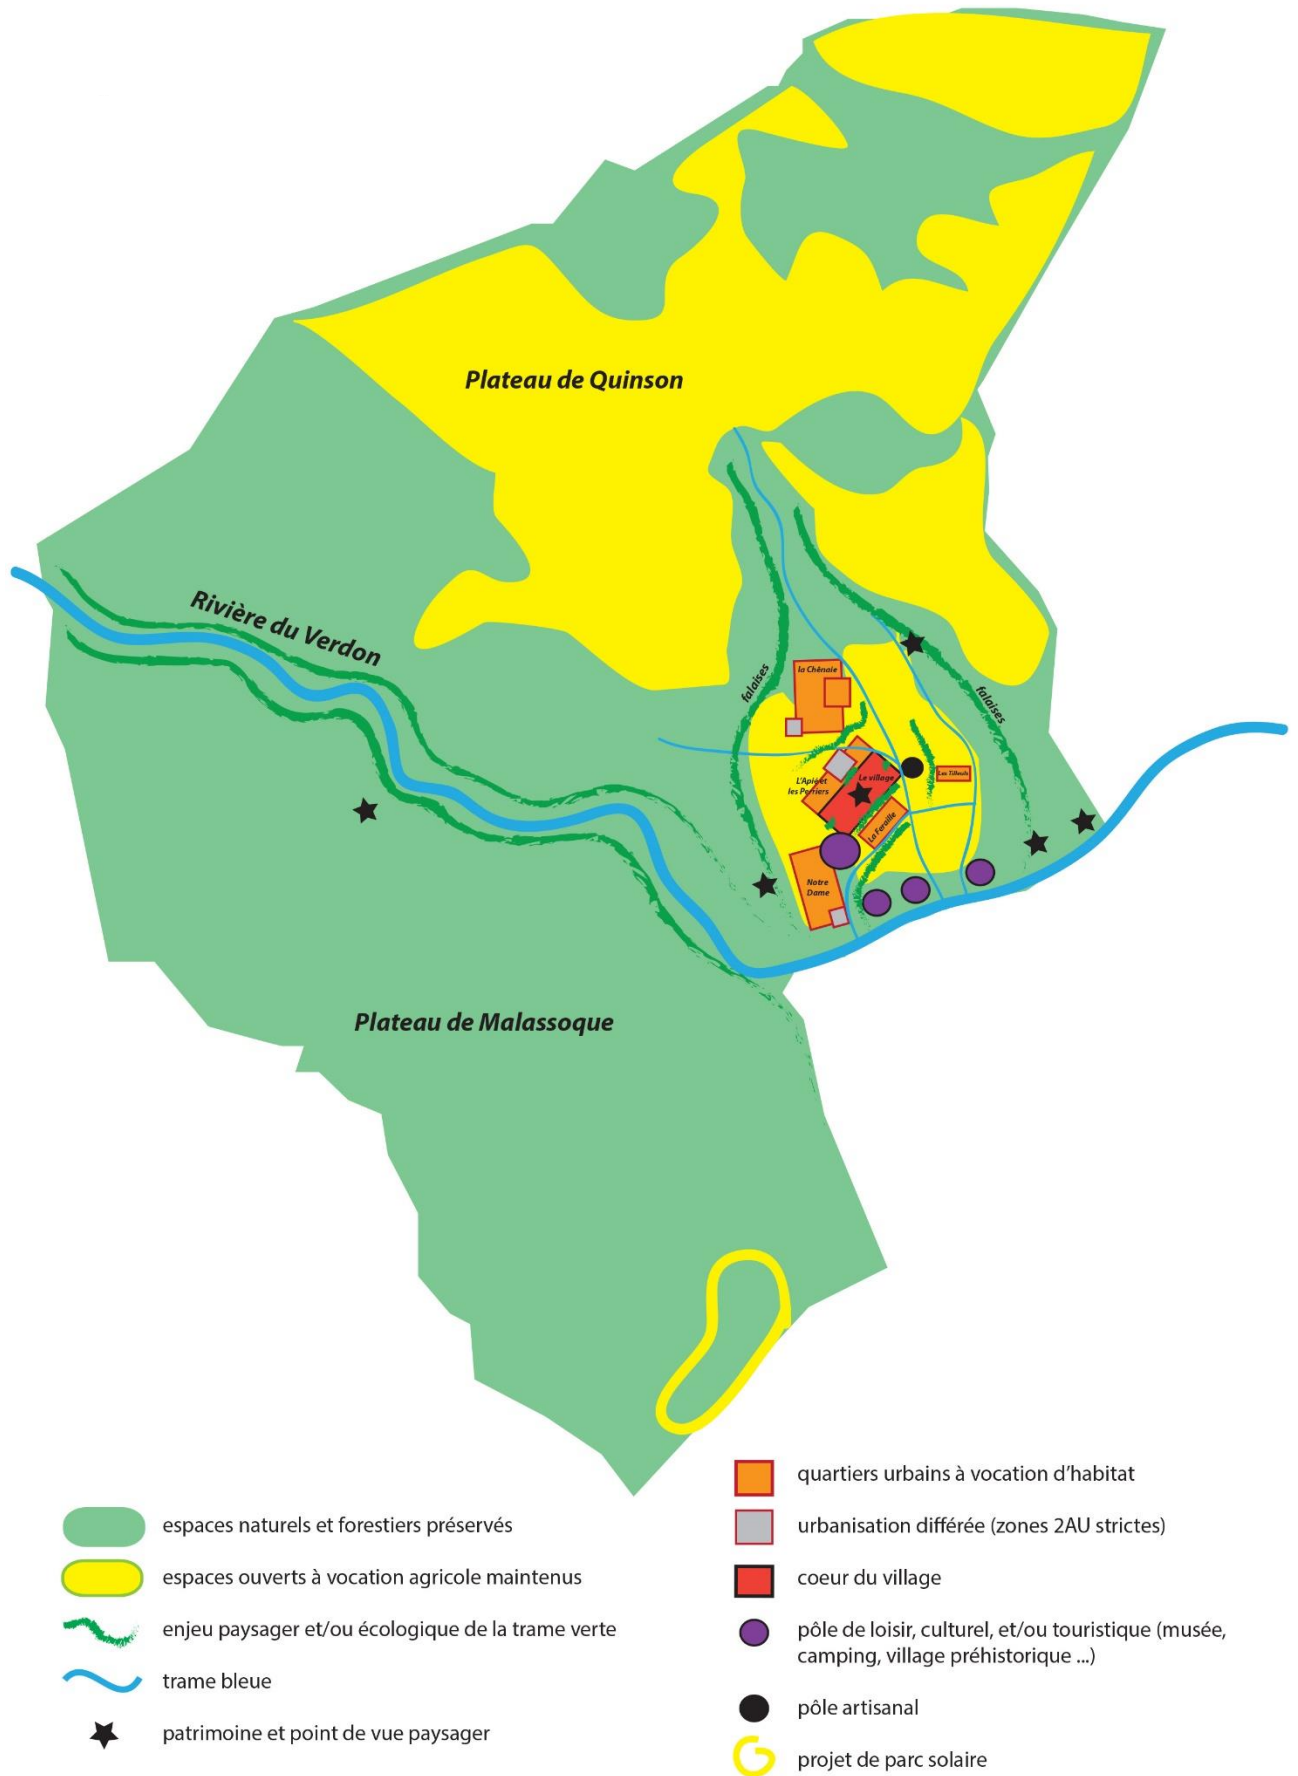 Plateau de Quinson
Rivière du Verdon
falaises
falaises
la Chênaie
L'Apié et
les Perriers
Le village
Les Tilleuls
La Feraille
Notre
Dame
Plateau de Malassoque
espaces naturels et forestiers préservés
espaces ouverts à vocation agricole maintenus
enjeu paysager et/ou écologique de la trame verte
trame bleue
patrimoine et point de vue paysager
quartiers urbains à vocation d'habitat
urbanisation différée (zones 2AU strictes)
coeur du village
pôle de loisir, culturel, et/ou touristique (musée,
camping, village préhistorique ...)
pôle artisanal
projet de parc solaire